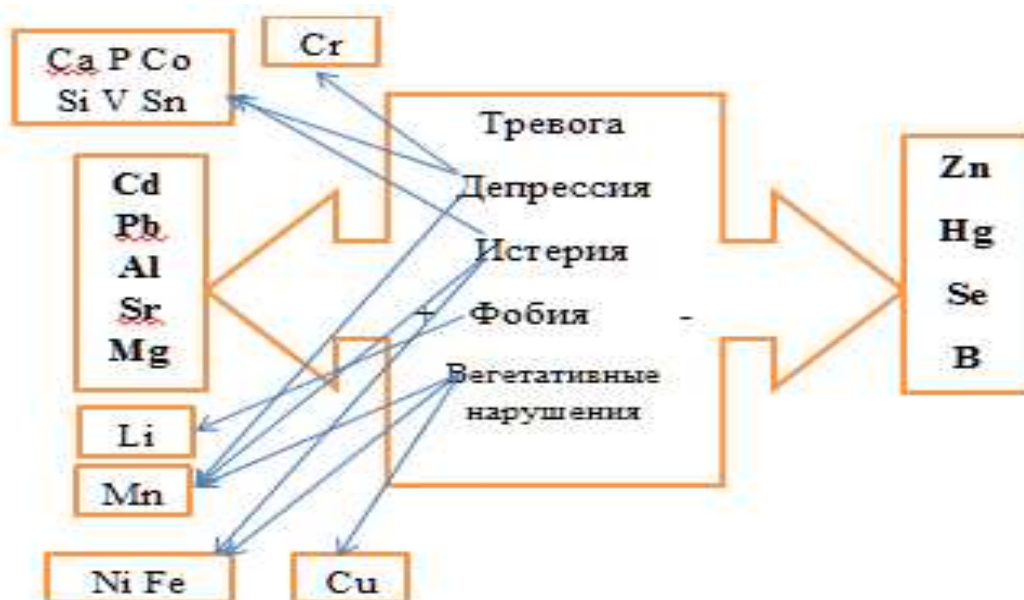 Ca P Co
Si V Sn
Cr
Cd
Pb
Al
Sr
Mg
Li
Mn
Ni Fe
Cu
Тревога
Депрессия
Истерия
+ Фобия -
Вегетативные
нарушения
Zn
Hg
Se
B